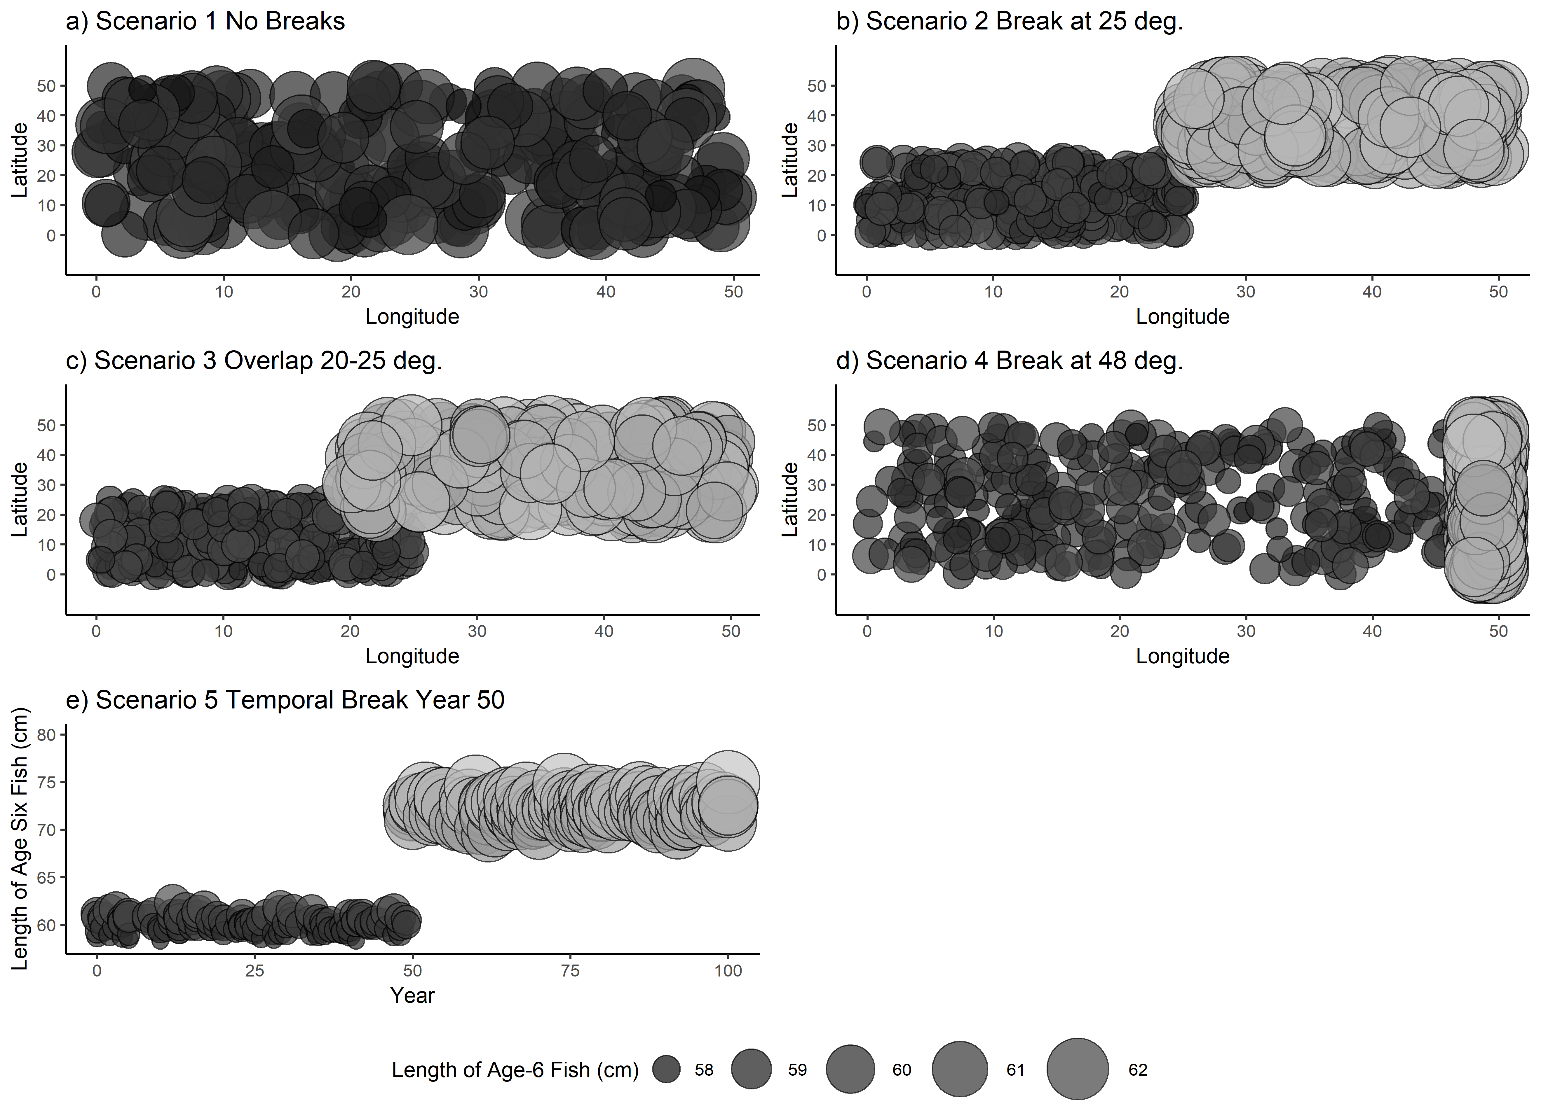 a) Scenario 1 No Breaks
Latitude
50
40
30
20
10
0
0 10 20 30 40 50
Longitude
b) Scenario 2 Break at 25 deg.
Latitude
50
40
30
20
10
0
0 10 20 30 40 50
Longitude
c) Scenario 3 Overlap 20-25 deg.
Latitude
50
40
30
20
10
0
0 10 20 30 40 50
Longitude
d) Scenario 4 Break at 48 deg.
Latitude
50
40
30
20
10
0
0 10 20 30 40 50
Longitude
e) Scenario 5 Temporal Break Year 50
Length of Age Six Fish (cm)
80
75
70
65
60
0 25 50 75 100
Year
Length of Age-6 Fish (cm) 58 59 60 61 62